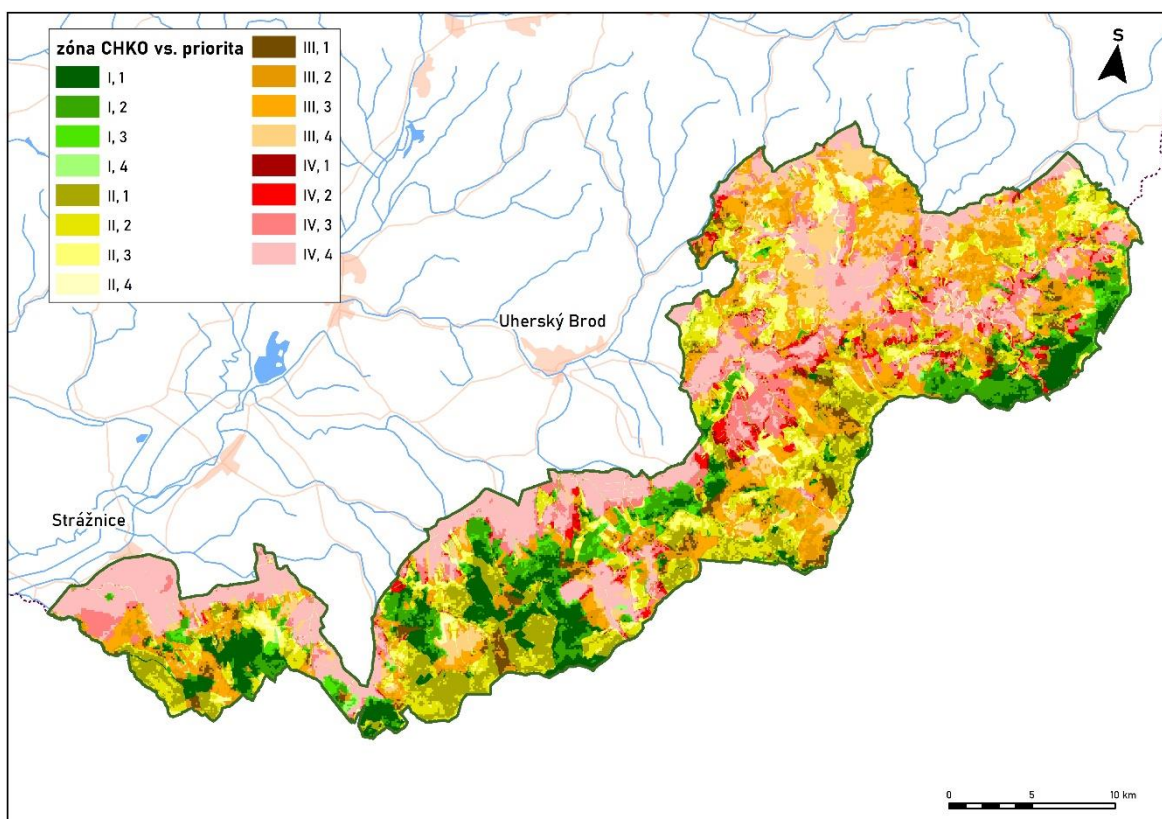 zóna CHKO vs. priorita
I, 1
I, 2
I, 3
I, 4
II, 1
II, 2
II, 3
II, 4
III, 1
III, 2
III, 3
III, 4
IV, 1
IV, 2
IV, 3
IV, 4
S
Uherský Brod
Strážnice
0 5 10 km